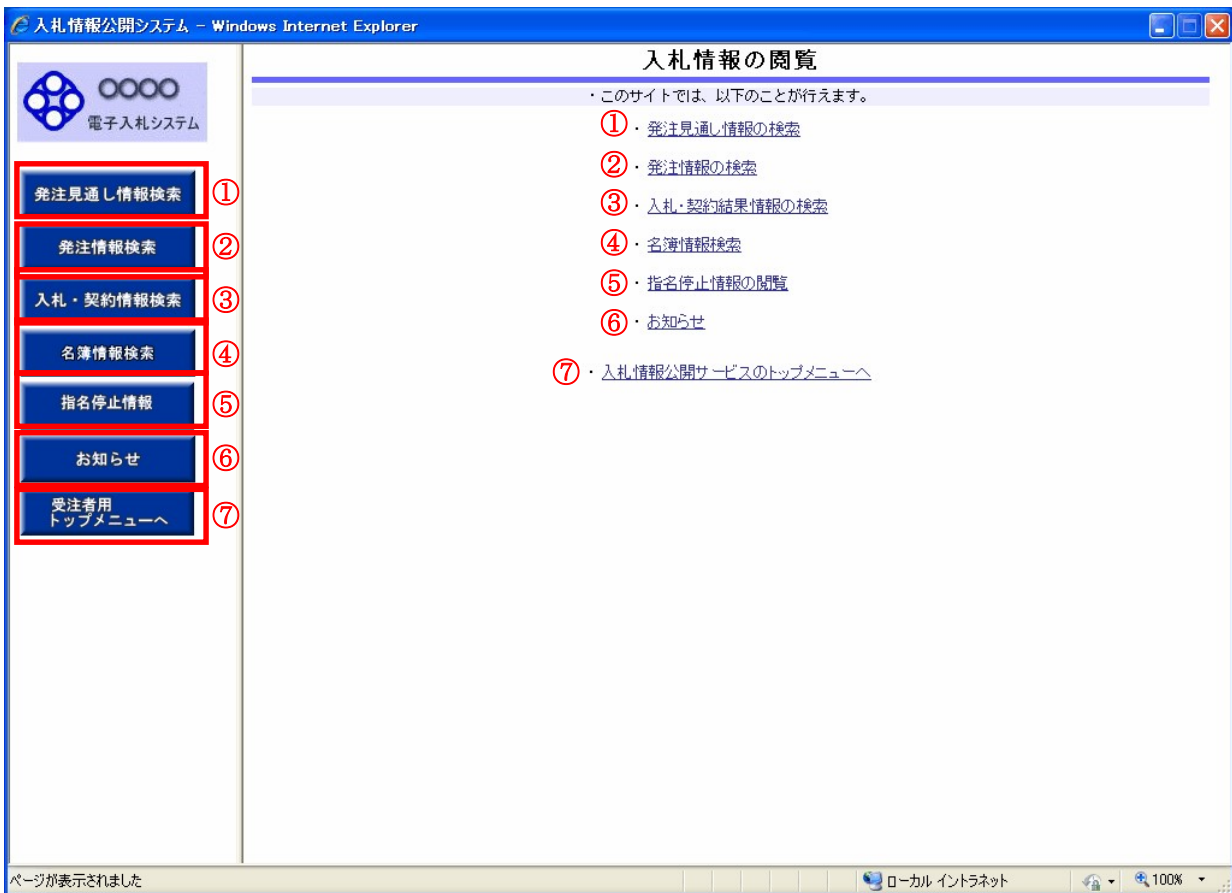 入札情報公開システム - Windows Internet Explorer
○○○○
電子入札システム
発注見通し情報検索 ①
発注情報検索 ②
入札・契約情報検索 ③
名簿情報検索 ④
指名停止情報 ⑤
お知らせ ⑥
受注者用
トップメニューへ ⑦
入札情報の閲覧
・このサイトでは、以下のことが行えます。
①・発注見通し情報の検索
②・発注情報の検索
③・入札・契約結果情報の検索
④・名簿情報検索
⑤・指名停止情報の閲覧
⑥・お知らせ
⑦・入札情報公開サービスのトップメニューへ
ページが表示されました
ローカル イントラネット
100%